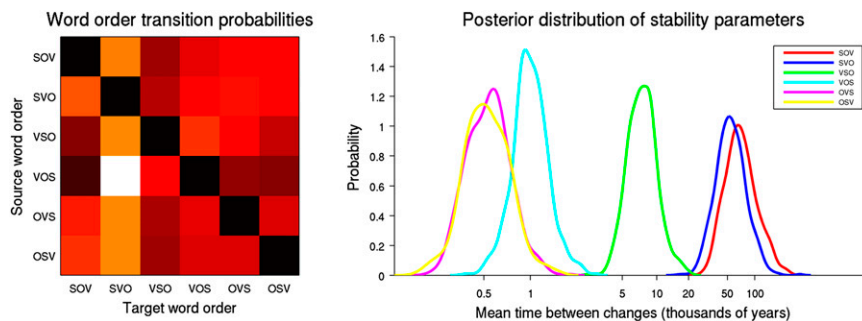 Word order transition probabilities
Source word order
SOV
SVO
VSO
VOS
OVS
OSV
SOV SVO VSO VOS OVS OSV
Target word order
Posterior distribution of stability parameters
Probability
1.6
1.4
1.2
1
0.8
0.6
0.4
0.2
0
SOV
SVO
VSO
VOS
OVS
OSV
0.5 1 5 10 20 50 100
Mean time between changes (thousands of years)